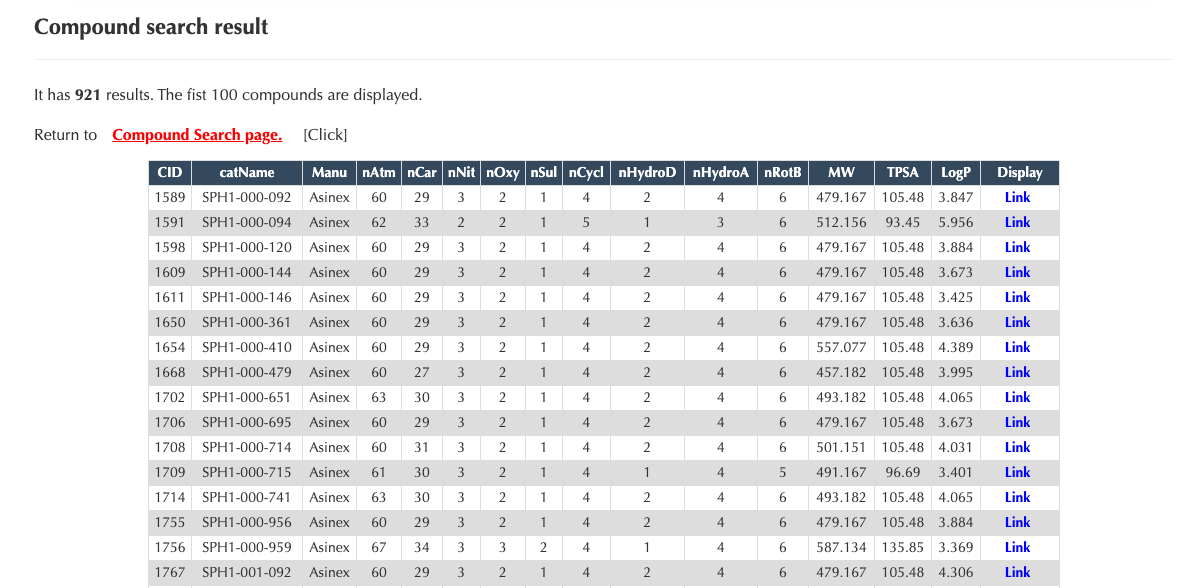 Compound search result
It has 921 results. The fist 100 compounds are displayed.
Return to Compound Search page. [Click]
CID catName Manu nAtm nCar nNit nOxy nSul nCycl nHydroD nHydroA nRotB MW TPSA LogP Display
1589 SPH1-000-092 Asinex 60 29 3 2 1 4 2 4 6 479.167 105.48 3.847 Link
1591 SPH1-000-094 Asinex 62 33 2 2 1 5 1 3 6 512.156 93.45 5.956 Link
1598 SPH1-000-120 Asinex 60 29 3 2 1 4 2 4 6 479.167 105.48 3.884 Link
1609 SPH1-000-144 Asinex 60 29 3 2 1 4 2 4 6 479.167 105.48 3.673 Link
1611 SPH1-000-146 Asinex 60 29 3 2 1 4 2 4 6 479.167 105.48 3.425 Link
1650 SPH1-000-361 Asinex 60 29 3 2 1 4 2 4 6 479.167 105.48 3.636 Link
1654 SPH1-000-410 Asinex 60 29 3 2 1 4 2 4 6 557.077 105.48 4.389 Link
1668 SPH1-000-479 Asinex 60 27 3 2 1 4 2 4 6 457.182 105.48 3.995 Link
1702 SPH1-000-651 Asinex 63 30 3 2 1 4 2 4 6 493.182 105.48 4.065 Link
1706 SPH1-000-695 Asinex 60 29 3 2 1 4 2 4 6 479.167 105.48 3.673 Link
1708 SPH1-000-714 Asinex 60 31 3 2 1 4 2 4 6 501.151 105.48 4.031 Link
1709 SPH1-000-715 Asinex 61 30 3 2 1 4 1 4 5 491.167 96.69 3.401 Link
1714 SPH1-000-741 Asinex 63 30 3 2 1 4 2 4 6 493.182 105.48 4.065 Link
1755 SPH1-000-956 Asinex 60 29 3 2 1 4 2 4 6 479.167 105.48 3.884 Link
1756 SPH1-000-959 Asinex 67 34 3 3 2 4 1 4 6 587.134 135.85 3.369 Link
1767 SPH1-001-092 Asinex 60 29 3 2 1 4 2 4 6 479.167 105.48 4.306 Link